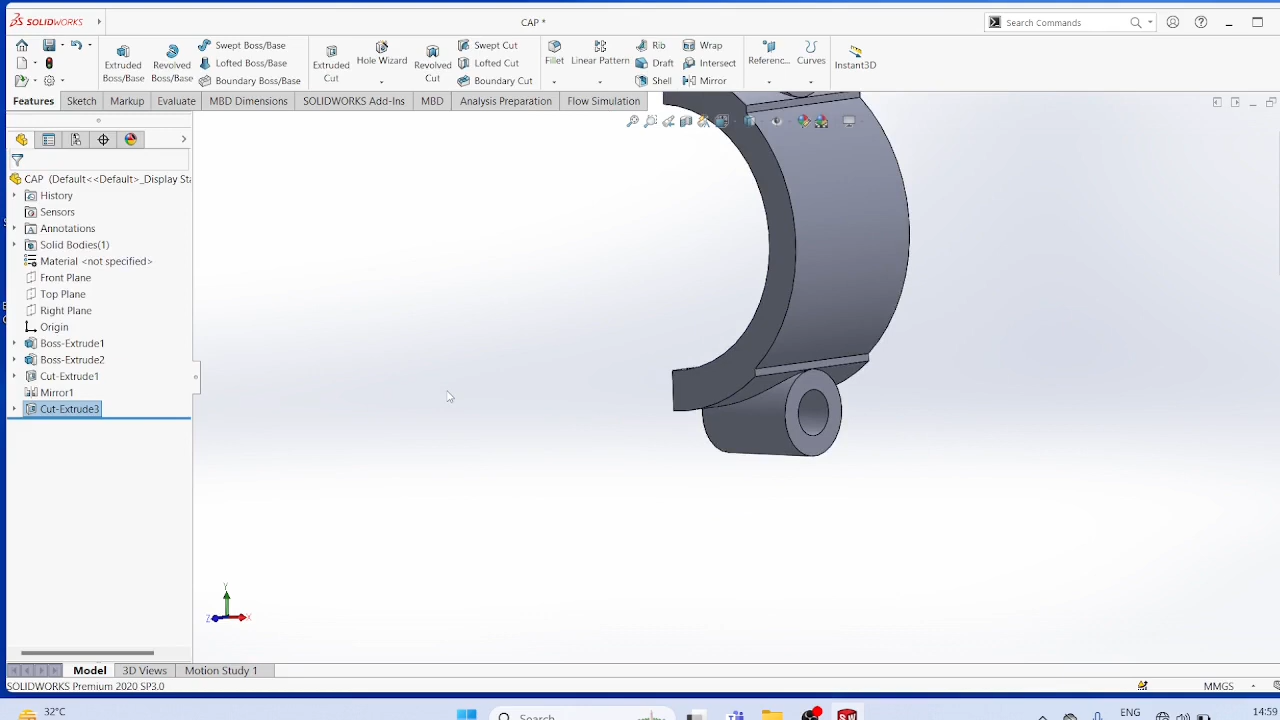 SOLIDWORKS
CAP *
Search Commands
Extruded
Boss/Base
Revolved
Boss/Base
Swept Boss/Base
Lofted Boss/Base
Boundary Boss/Base
Extruded
Cut
Hole Wizard
Revolved
Cut
Swept Cut
Lofted Cut
Boundary Cut
Fillet
Linear Pattern
Rib
Draft
Shell
Wrap
Intersect
Mirror
Referenc...
Curves
Instant3D
Features
Sketch
Markup
Evaluate
MBD Dimensions
SOLIDWORKS Add-Ins
MBD
Analysis Preparation
Flow Simulation
CAP (Default<<Default>_Display Sta
History
Sensors
Annotations
Solid Bodies(1)
Material <not specified>
Front Plane
Top Plane
Right Plane
Origin
Boss-Extrude1
Boss-Extrude2
Cut-Extrude1
Mirror1
Cut-Extrude3
Y
Z
X
Model
3D Views
Motion Study 1
SOLIDWORKS Premium 2020 SP3.0
MMGS
32°C
Search
ENG
14:59